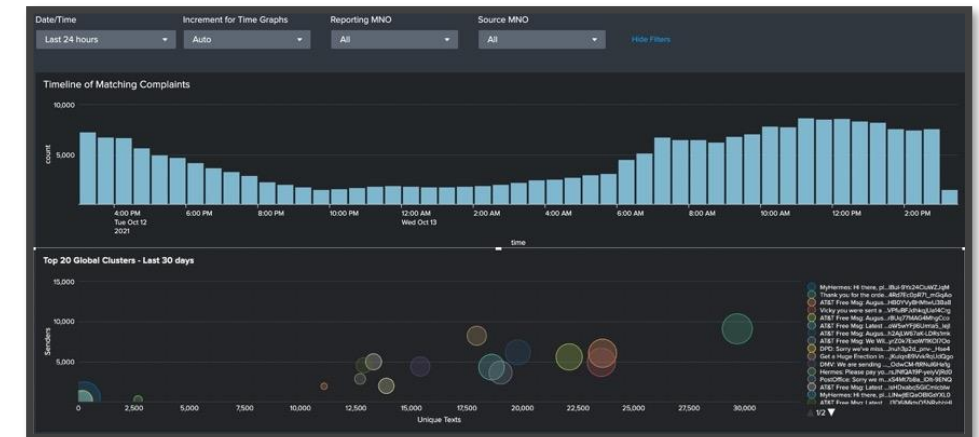 Date/Time Increment for Time Graphs Reporting MNO Source MNO
Last 24 hours Auto All All Hide Filters
Timeline of Matching Complaints
10,000
5,000
count
4:00 PM 6:00 PM 8:00 PM 10:00 PM 12:00 AM 2:00 AM 4:00 AM 6:00 AM 8:00 AM 10:00 AM 12:00 PM 2:00 PM
Tue Oct 12 Wed Oct 13
2021
time
Top 20 Global Clusters - Last 30 days
15,000
10,000
5,000
Senders
0 2,500 5,000 7,500 10,000 12,500 15,000 17,500 20,000 22,500 25,000 27,500 30,000
Unique Texts
MyHermes: Hi there, pl...
Thank you for the orde...
AT&T Free Msg: Augus...
Vicky you were sent a ...
AT&T Free Msg: Augus...
AT&T Free Msg: Latest ...
AT&T Free Msg: Augus...
AT&T Free Msg: We Wil...
DPD: Sorry we've miss...
Get a Huge Erection in ...
DMV: We are sending ...
Hermes: Please pay yo...
PostOffice: Sorry we m...
AT&T Free Msg: Latest ...
MyHermes: Hi there, pl...
AT&T Free Msg: Latest ...
1/2